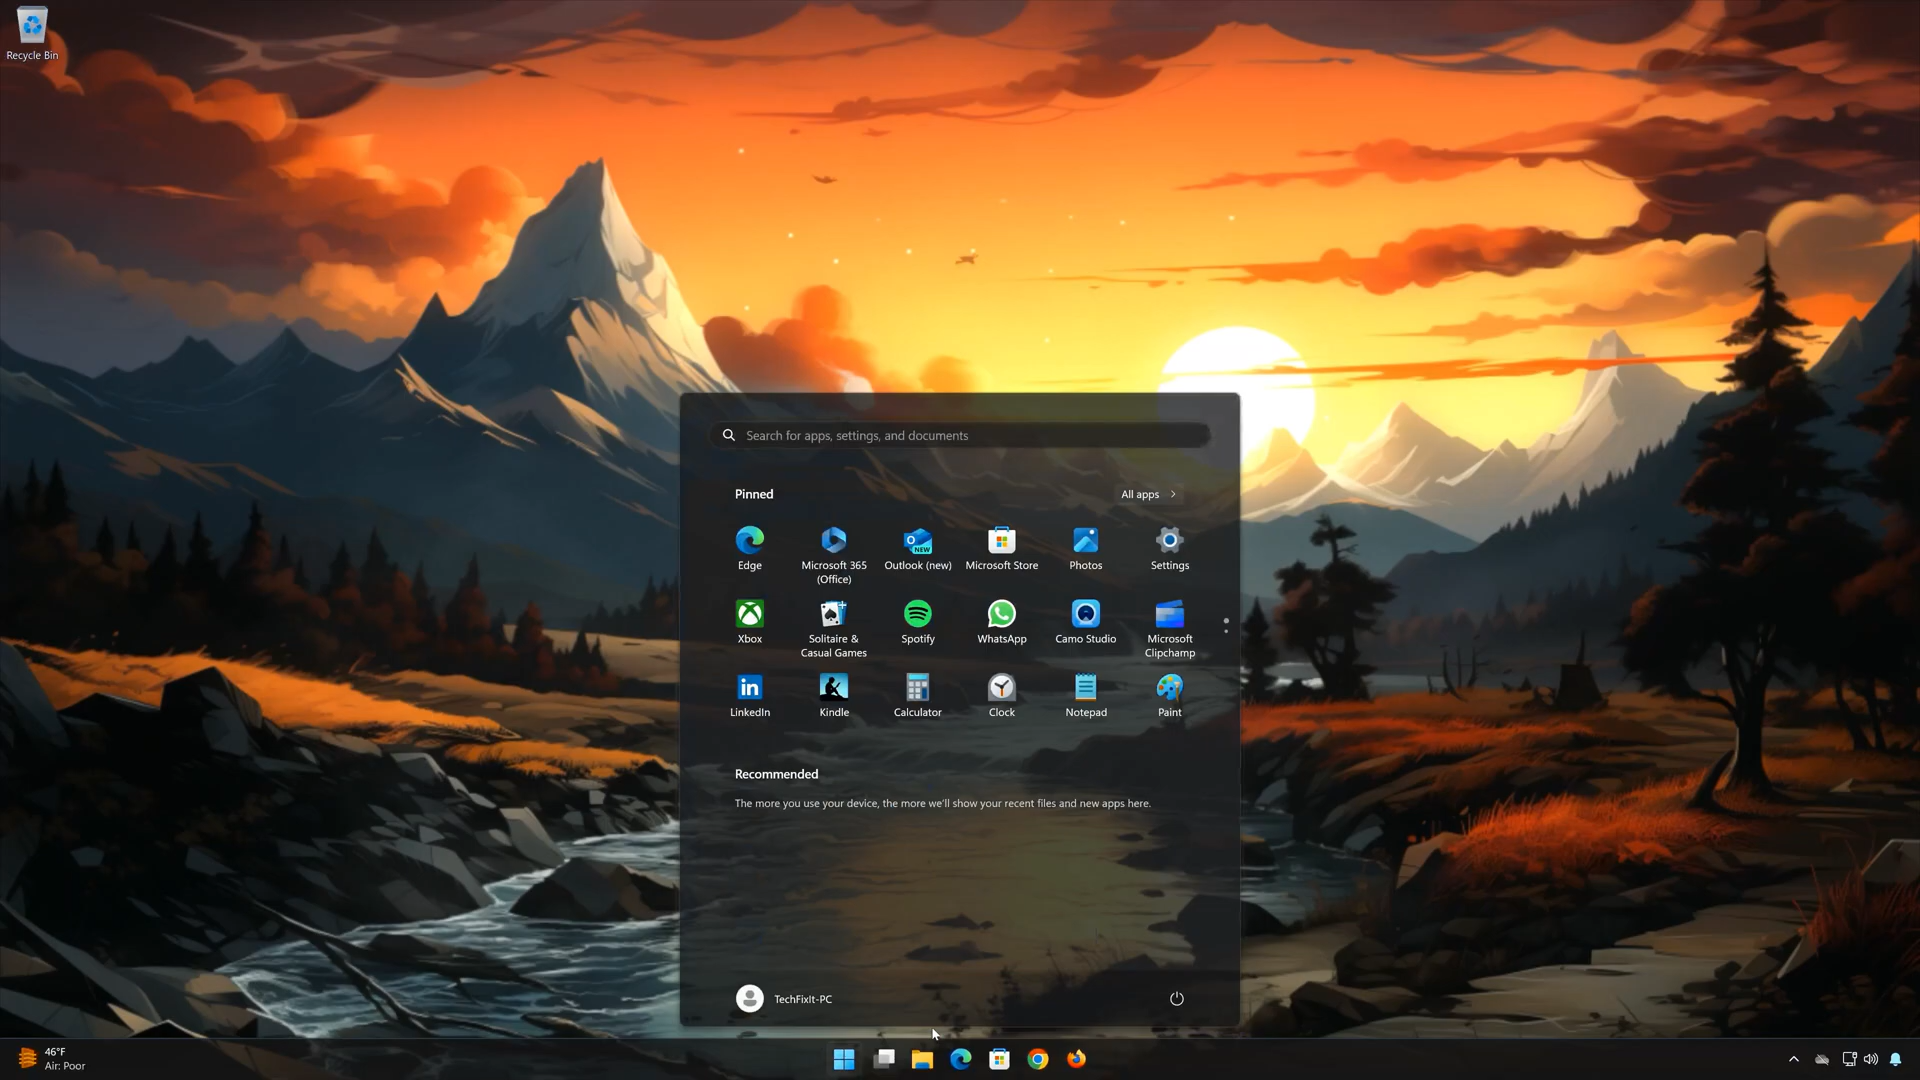 Recycle Bin
Search for apps, settings, and documents
Pinned
All apps
Edge
Microsoft 365
(Office)
Outlook (new)
Microsoft Store
Photos
Settings
Xbox
Solitaire &
Casual Games
Spotify
WhatsApp
Camo Studio
Microsoft
Clipchamp
LinkedIn
Kindle
Calculator
Clock
Notepad
Paint
Recommended
The more you use your device, the more we'll show your recent files and new apps here.
TechFixIt-PC
46°F
Air: Poor